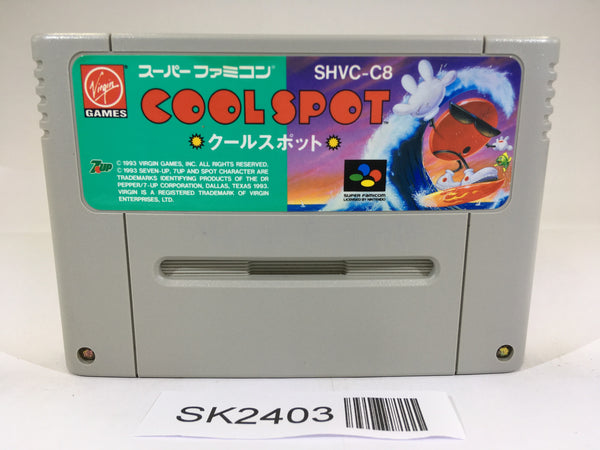 Virgin
GAMES
スーパーファミコン
SHVC-C8
COOL SPOT
クールスポット
7UP
© 1993 VIRGIN GAMES, INC. ALL RIGHTS RESERVED.
© 1993 SEVEN-UP, 7UP AND SPOT CHARACTER ARE
TRADEMARKS IDENTIFYING PRODUCTS OF THE DR
PEPPER/7-UP CORPORATION, DALLAS, TEXAS 1993.
VIRGIN IS A REGISTERED TRADEMARK OF VIRGIN
ENTERPRISES, LTD.
SUPER FAMICOM
LICENSED BY NINTENDO
SK2403